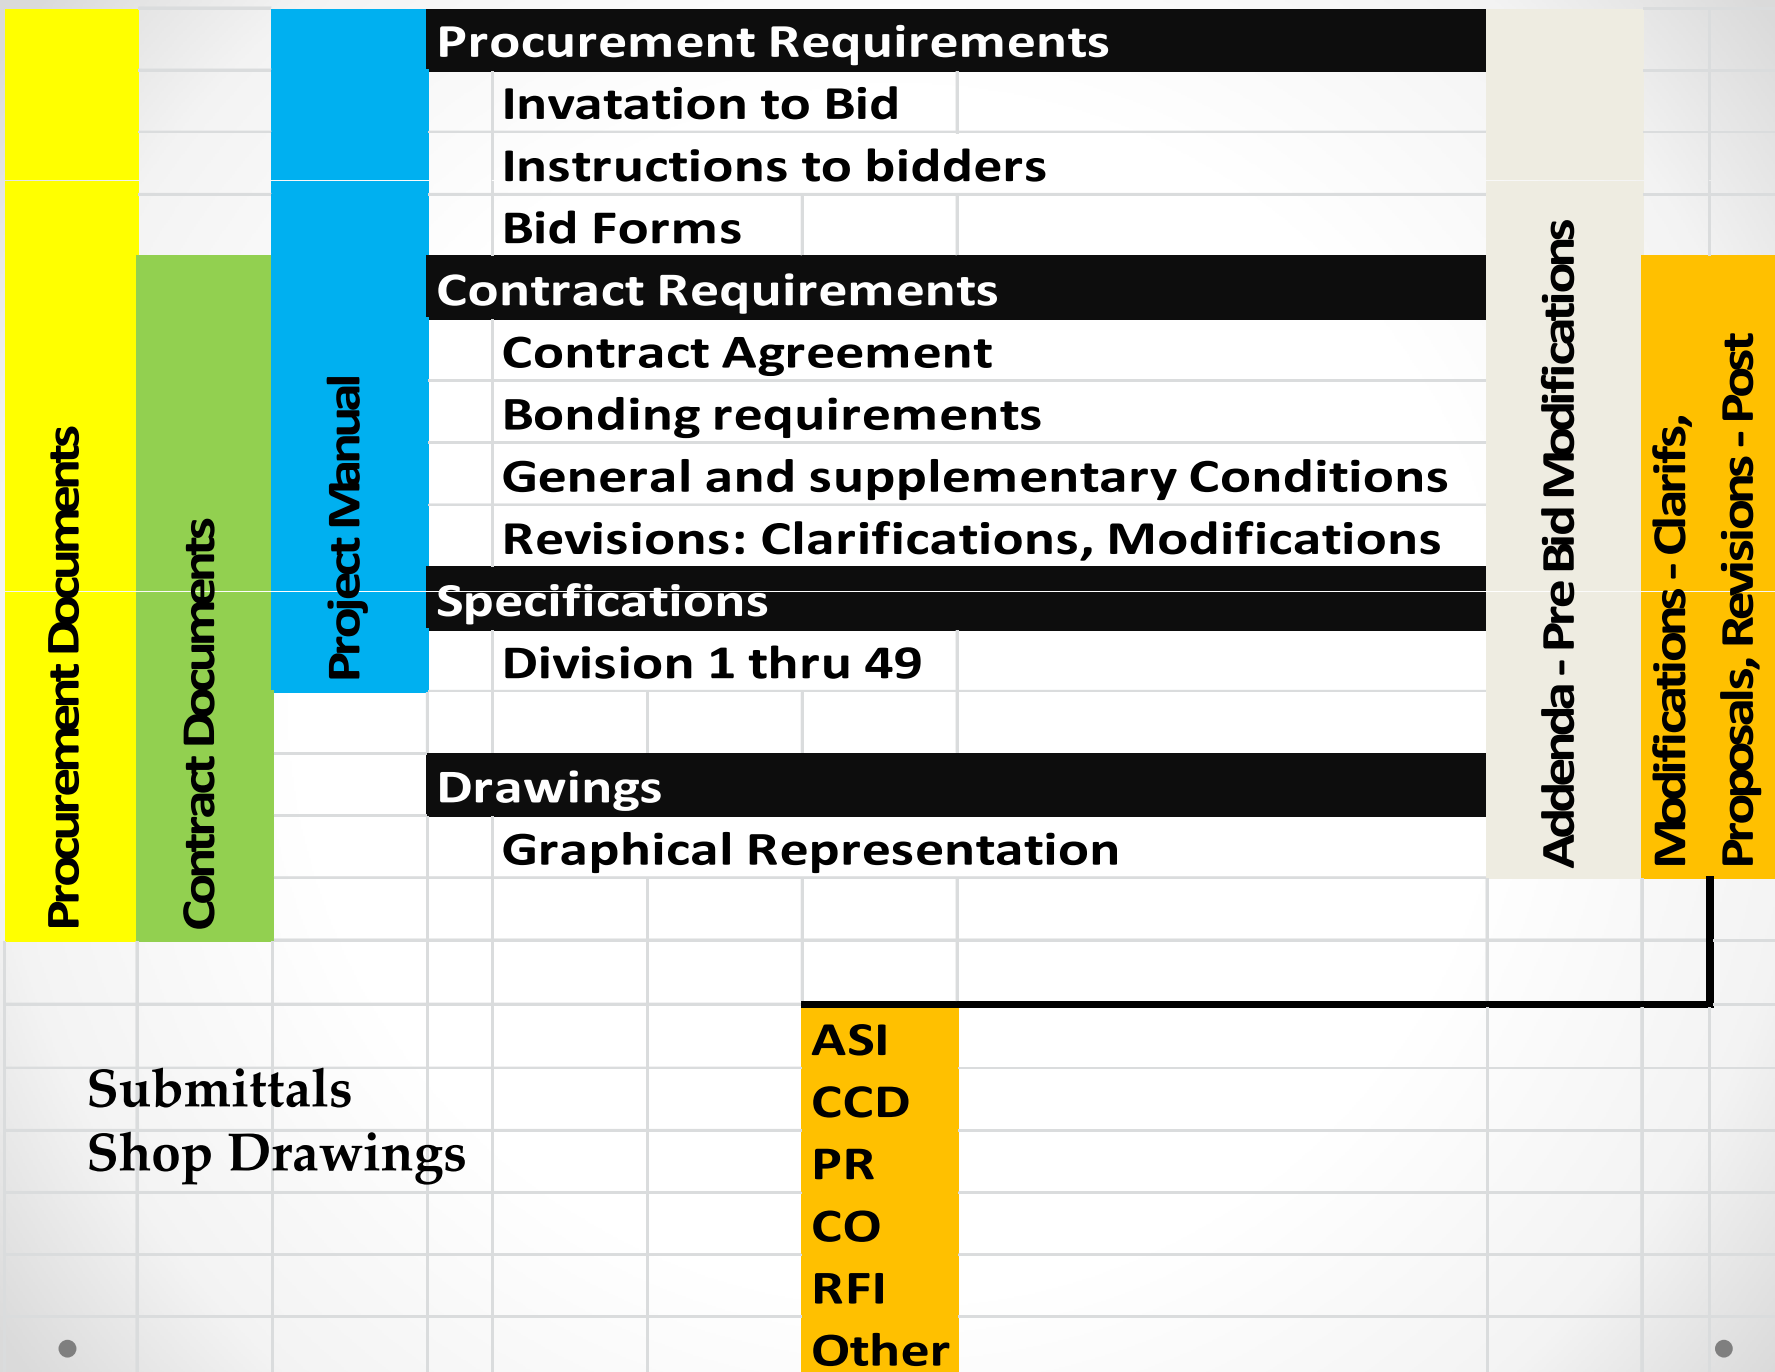 Procurement Documents
Contract Documents
Project Manual
Procurement Requirements
Invatation to Bid
Instructions to bidders
Bid Forms
Contract Requirements
Contract Agreement
Bonding requirements
General and supplementary Conditions
Revisions: Clarifications, Modifications
Specifications
Division 1 thru 49
Drawings
Graphical Representation
Addenda - Pre Bid Modifications
Modifications - Clarifs,
Proposals, Revisions - Post
ASI
CCD
PR
CO
RFI
Other
Submittals
Shop Drawings